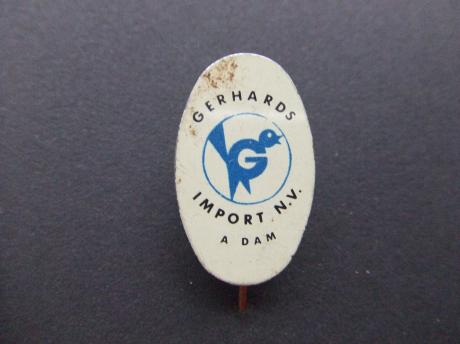 GERHARDS
G
IMPORT N.V.
A DAM